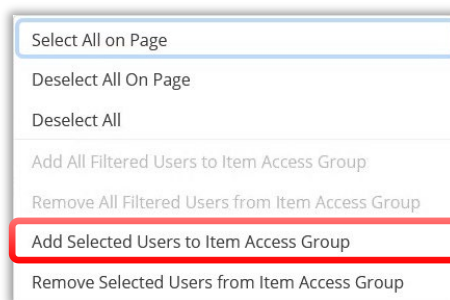 Select All on Page
Deselect All On Page
Deselect All
Add All Filtered Users to Item Access Group
Remove All Filtered Users from Item Access Group
Add Selected Users to Item Access Group
Remove Selected Users from Item Access Group